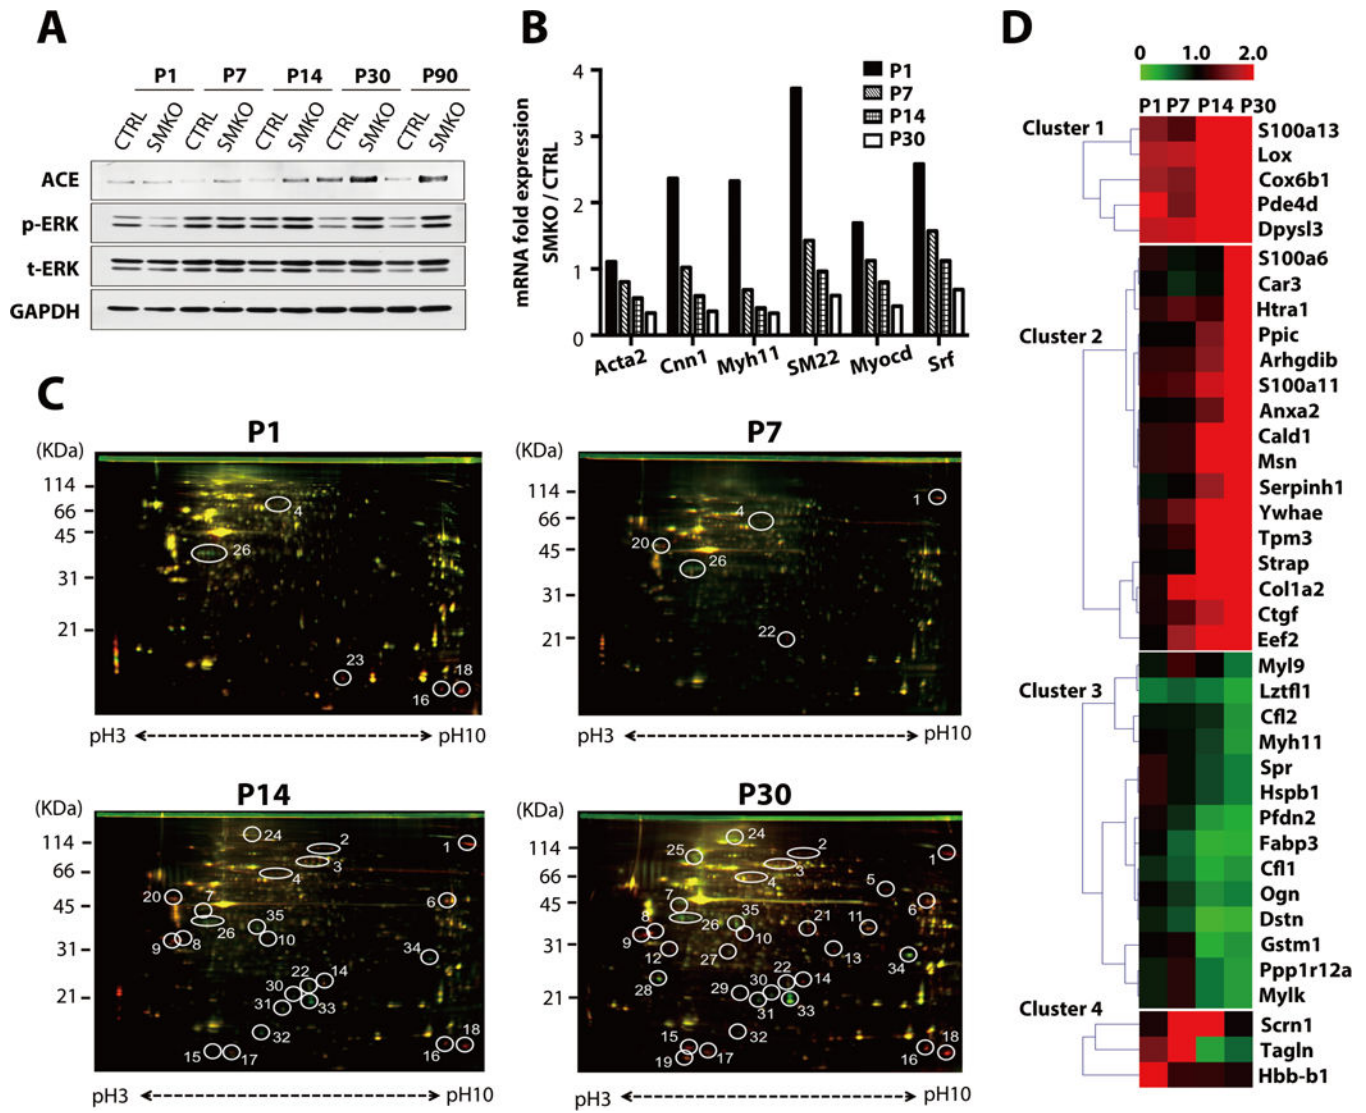 A
P1 P7 P14 P30 P90
CTRL SMKO CTRL SMKO CTRL SMKO CTRL SMKO CTRL SMKO
ACE
p-ERK
t-ERK
GAPDH
B
mRNA fold expression
SMKO / CTRL
4
3
2
1
0
P1
P7
P14
P30
Acta2 Cnn1 Myh11 SM22 Myocd Srf
C
P1
(KDa)
114
66
45
31
21
4
26
23
16
18
pH3 pH10
P7
(KDa)
114
66
45
31
21
1
4
20
26
22
pH3 pH10
P14
(KDa)
114
66
45
31
21
24
2
1
3
4
20
7
6
26
35
9
8
10
34
22
14
30
31
33
32
15
17
16
18
pH3 pH10
P30
(KDa)
114
66
45
31
21
24
2
25
1
3
4
5
7
6
8
26
35
21
11
9
10
12
27
13
34
28
22
14
29
30
31
33
32
15
19
17
16
18
pH3 pH10
D
0 1.0 2.0
P1 P7 P14 P30
Cluster 1
S100a13
Lox
Cox6b1
Pde4d
Dpysl3
Cluster 2
S100a6
Car3
Htra1
Ppic
Arhgdib
S100a11
Anxa2
Cald1
Msn
Serpinh1
Ywhae
Tpm3
Strap
Col1a2
Ctgf
Eef2
Cluster 3
Myl9
Lztfl1
Cfl2
Myh11
Spr
Hspb1
Pfdn2
Fabp3
Cfl1
Ogn
Dstn
Gstm1
Ppp1r12a
Mylk
Cluster 4
Scrn1
Tagln
Hbb-b1